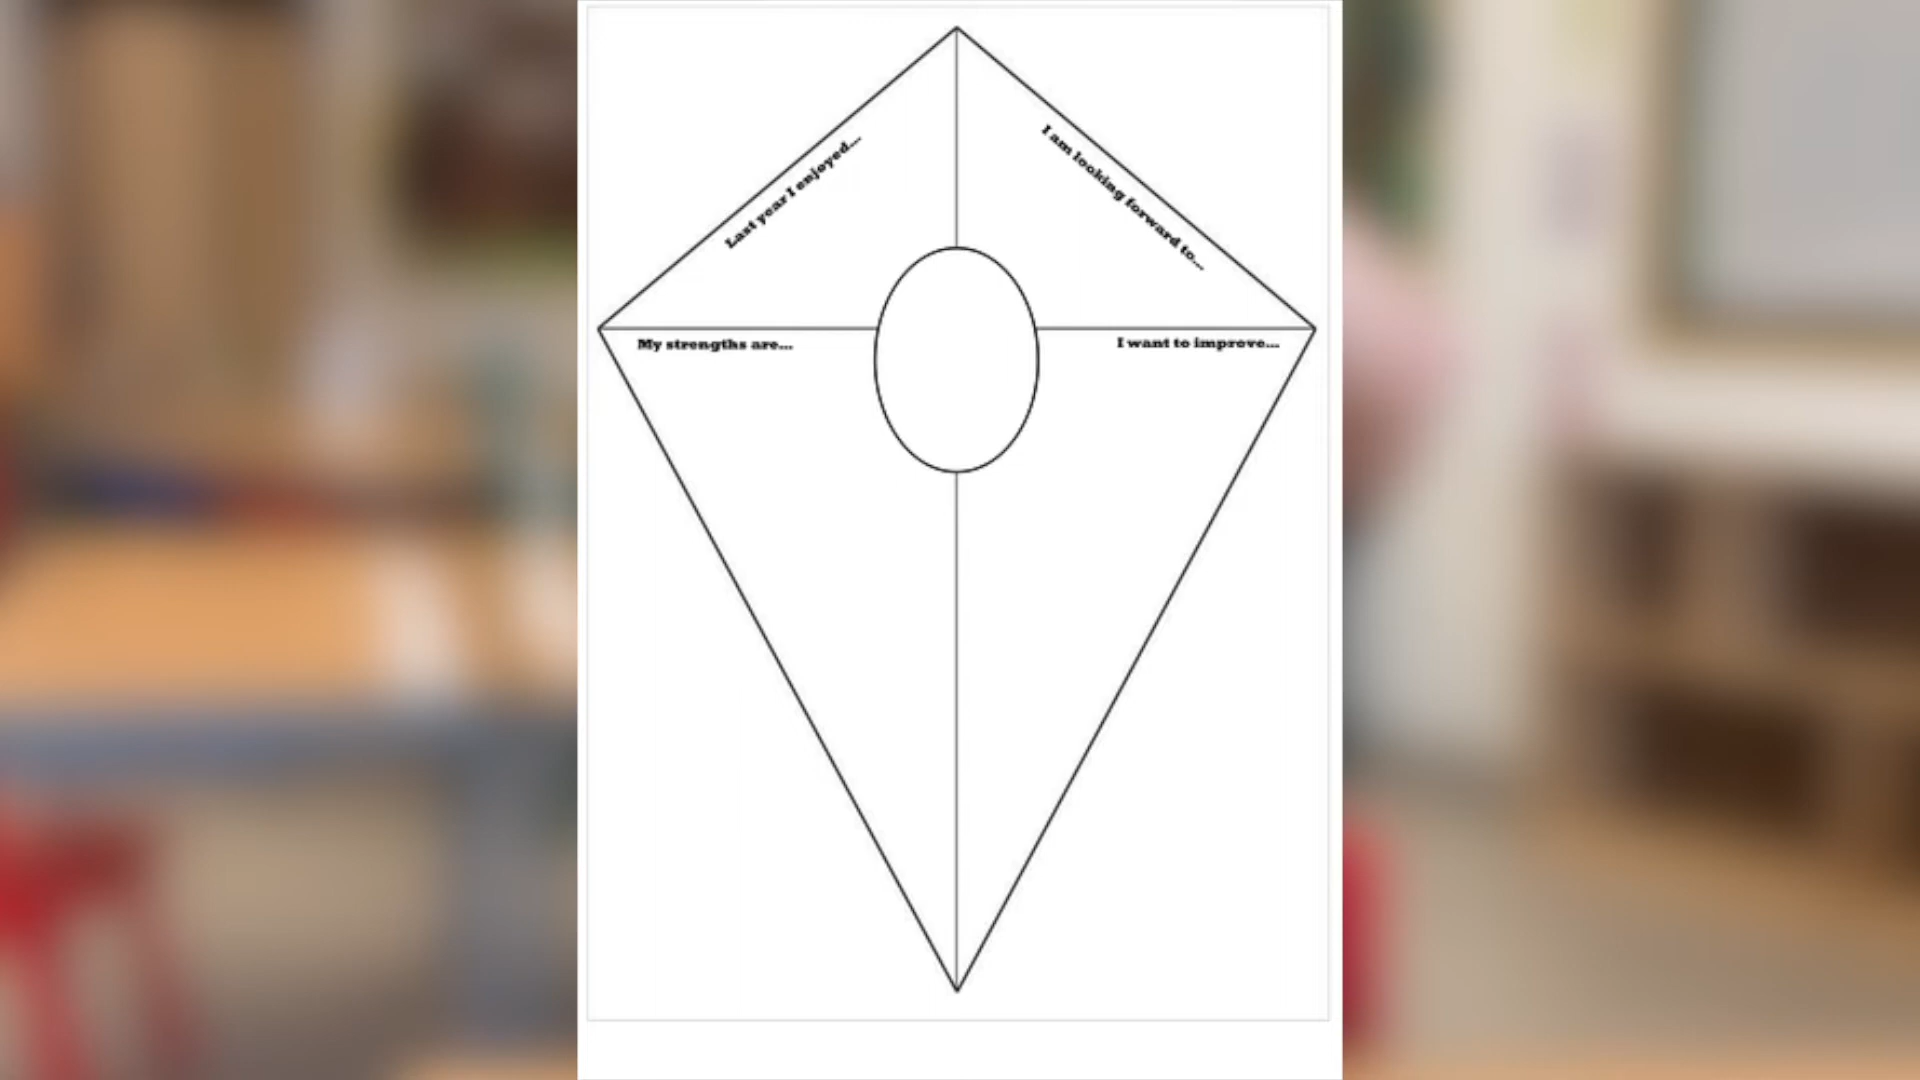 Last year I enjoyed...
I am looking forward to...
My strengths are...
I want to improve...